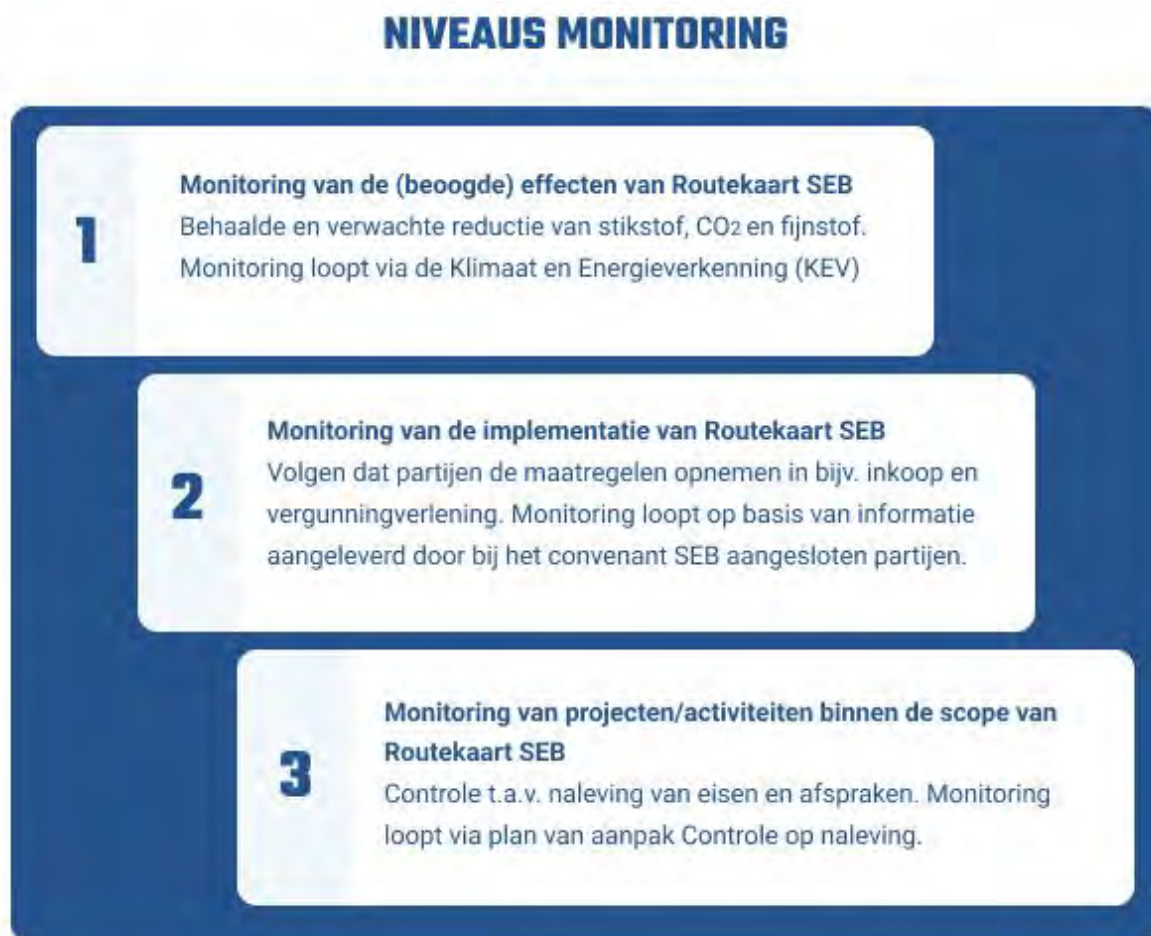 NIVEAUS MONITORING
1
Monitoring van de (beoogde) effecten van Routekaart SEB
Behaalde en verwachte reductie van stikstof, CO2 en fijnstof.
Monitoring loopt via de Klimaat en Energieverkenning (KEV)
2
Monitoring van de implementatie van Routekaart SEB
Volgen dat partijen de maatregelen opnemen in bijv. inkoop en
vergunningverlening. Monitoring loopt op basis van informatie
aangeleverd door bij het convenant SEB aangesloten partijen.
3
Monitoring van projecten/activiteiten binnen de scope van
Routekaart SEB
Controle t.a.v. naleving van eisen en afspraken. Monitoring
loopt via plan van aanpak Controle op naleving.